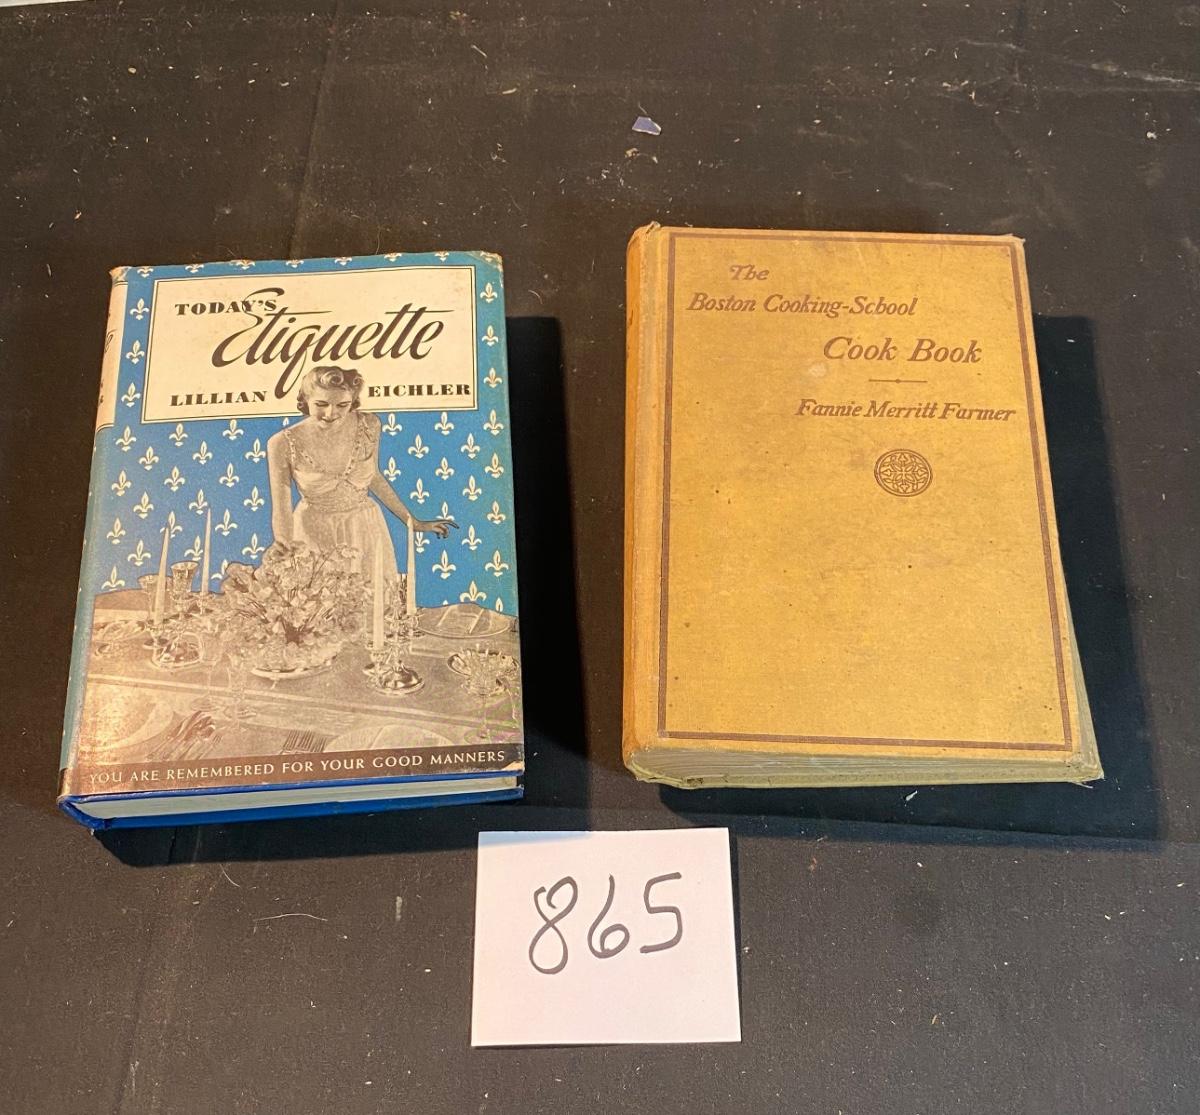 TODAY'S
Etiquette
LILLIAN EICHLER
YOU ARE REMEMBERED FOR YOUR GOOD MANNERS
The
Boston Cooking-School
Cook Book
Fannie Merritt Farmer
865